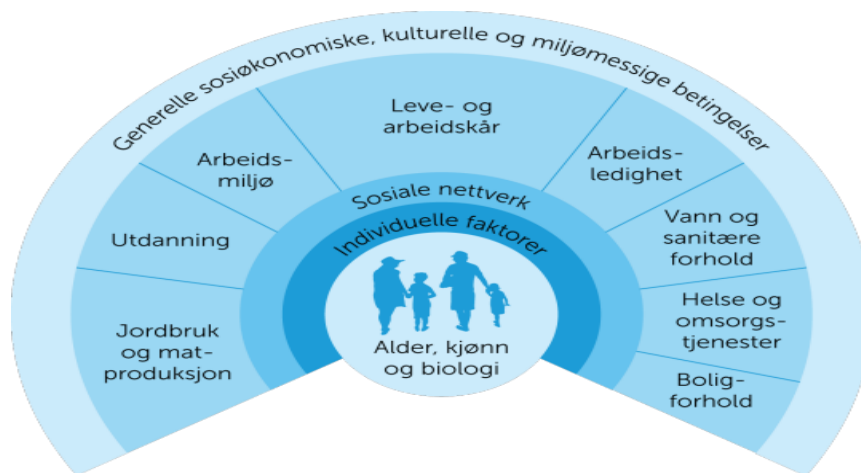 Generelle sosiøkonomiske, kulturelle og miljømessige betingelser
Leve- og
arbeidskår
Arbeids-
miljø
Arbeids-
ledighet
Utdanning
Vann og
sanitære
forhold
Jordbruk
og mat-
produksjon
Helse og
omsorgs-
tjenester
Bolig-
forhold
Sosiale nettverk
Individuelle faktorer
Alder, kjønn
og biologi